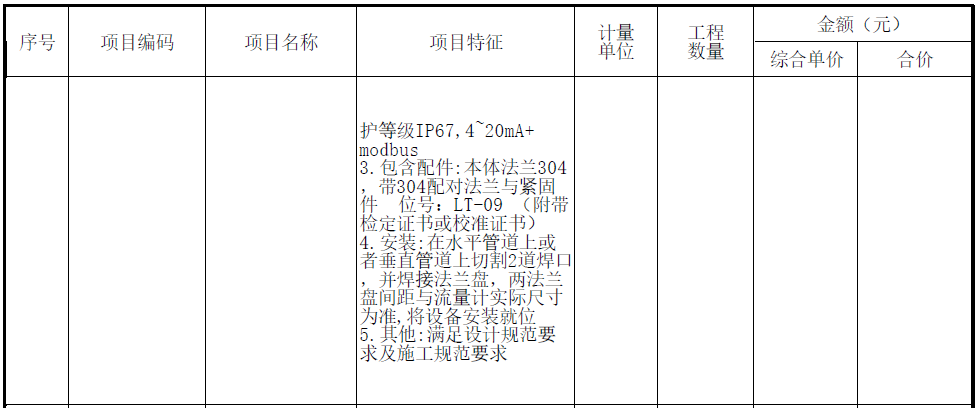 序号
项目编码
项目名称
项目特征
计量
单位
工程
数量
金额（元）
综合单价
合价
护等级IP67,4~20mA+
modbus
3.包含配件:本体法兰304
，带304配对法兰与紧固
件  位号：LT-09 （附带
检定证书或校准证书）
4.安装:在水平管道上或
者垂直管道上切割2道焊口
，并焊接法兰盘，两法兰
盘间距与流量计实际尺寸
为准,将设备安装就位
5.其他:满足设计规范要
求及施工规范要求